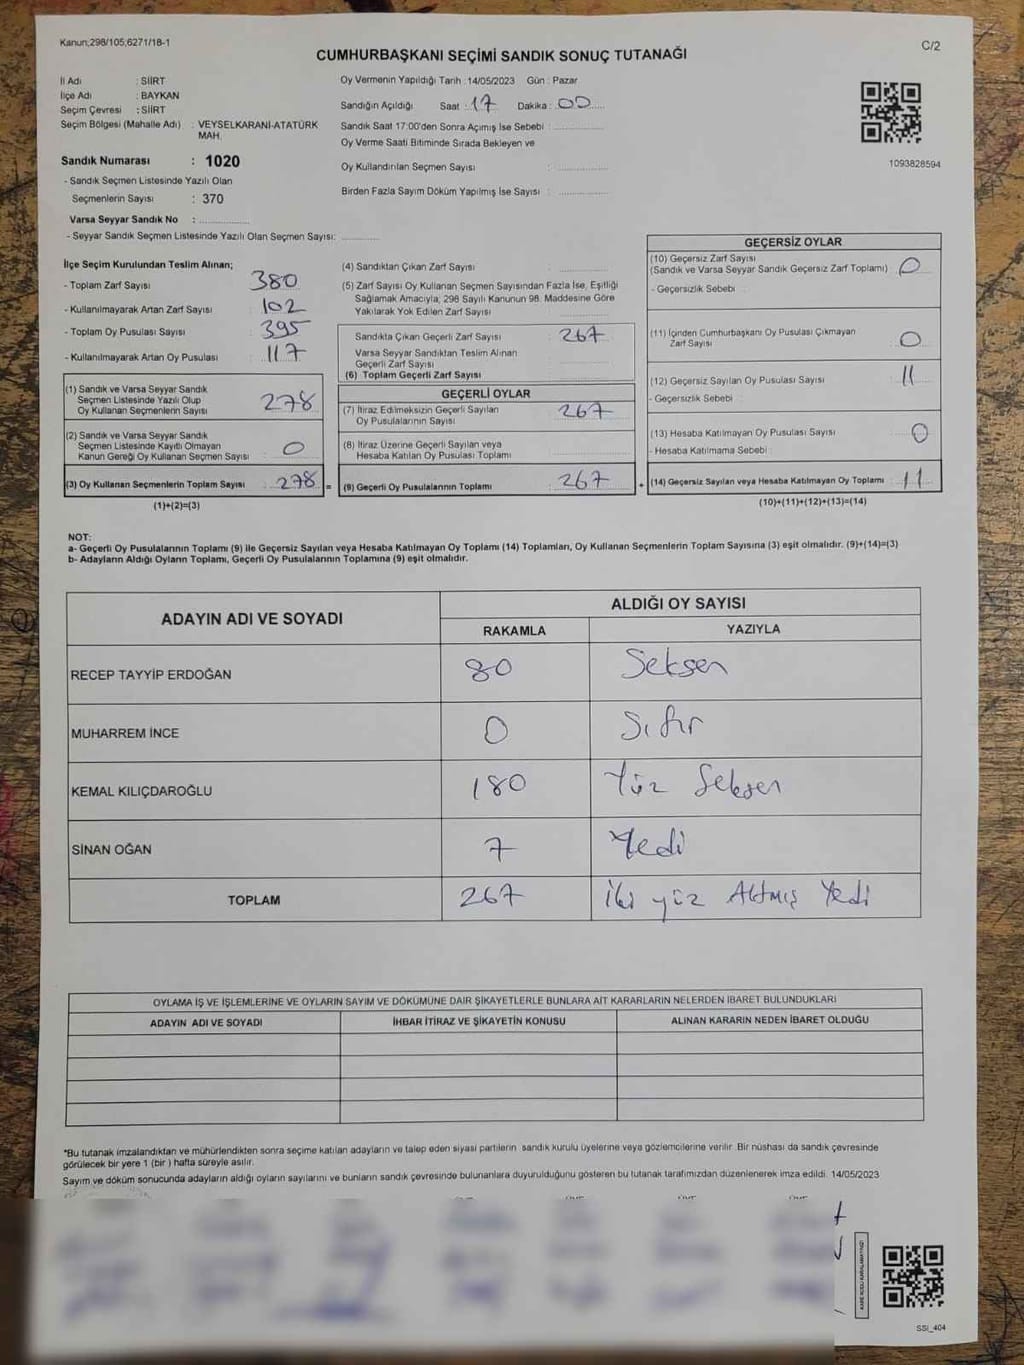 Kanun;298/105;6271/18-1
C/2
CUMHURBAŞKANI SEÇİMİ SANDIK SONUÇ TUTANAĞI
İl Adı : SİİRT
İlçe Adı : BAYKAN
Seçim Çevresi : SİİRT
Seçim Bölgesi (Mahalle Adı) : VEYSELKARANİ-ATATÜRK
MAH.
Sandık Numarası : 1020
- Sandık Seçmen Listesinde Yazılı Olan
Seçmenlerin Sayısı : 370
Varsa Seyyar Sandık No : ...............
- Seyyar Sandık Seçmen Listesinde Yazılı Olan Seçmen Sayısı: ...........
Oy Vermenin Yapıldığı Tarih :14/05/2023 Gün : Pazar
Sandığın Açıldığı Saat : 17 Dakika : 00
Sandık Saat 17:00'den Sonra Açımış İse Sebebi : ...............
Oy Verme Saati Bitiminde Sırada Bekleyen ve
Oy Kullandırılan Seçmen Sayısı : ...............
Birden Fazla Sayım Döküm Yapılmış İse Sayısı : ...............
1093828594
İlçe Seçim Kurulundan Teslim Alınan;
- Toplam Zarf Sayısı : 380
- Kullanılmayarak Artan Zarf Sayısı : 102
- Toplam Oy Pusulası Sayısı : 395
- Kullanılmayarak Artan Oy Pusulası : 117
(1) Sandık ve Varsa Seyyar Sandık
Seçmen Listesinde Yazılı Olup
Oy Kullanan Seçmenlerin Sayısı : 278
(2) Sandık ve Varsa Seyyar Sandık
Seçmen Listesinde Kayıtlı Olmayan
Kanun Gereği Oy Kullanan Seçmen Sayısı 0
(3) Oy Kullanan Seçmenlerin Toplam Sayısı : 278 =
(1)+(2)=(3)
(4) Sandıktan Çıkan Zarf Sayısı : ...............
(5) Zarf Sayısı Oy Kullanan Seçmen Sayısından Fazla İse, Eşitliği
Sağlamak Amacıyla; 298 Sayılı Kanunun 98. Maddesine Göre
Yakılarak Yok Edilen Zarf Sayısı : ...............
Sandıkta Çıkan Geçerli Zarf Sayısı : 267
Varsa Seyyar Sandıktan Teslim Alınan
Geçerli Zarf Sayısı : ...............
(6) Toplam Geçerli Zarf Sayısı : ...............
GEÇERLİ OYLAR
(7) İtiraz Edilmeksizin Geçerli Sayılan
Oy Pusulalarının Sayısı : 267
(8) İtiraz Üzerine Geçerli Sayılan veya
Hesaba Katılan Oy Pusulası Toplamı : ...............
(9) Geçerli Oy Pusulalarının Toplamı : 267 +
GEÇERSİZ OYLAR
(10) Geçersiz Zarf Sayısı
(Sandık ve Varsa Seyyar Sandık Geçersiz Zarf Toplamı) : 0
- Geçersizlik Sebebi :
(11) İçinden Cumhurbaşkanı Oy Pusulası Çıkmayan
Zarf Sayısı : 0
(12) Geçersiz Sayılan Oy Pusulası Sayısı : 11
- Geçersizlik Sebebi :
(13) Hesaba Katılmayan Oy Pusulası Sayısı : 0
- Hesaba Katılmama Sebebi :
(14) Geçersiz Sayılan veya Hesaba Katılmayan Oy Toplamı : 11
(10)+(11)+(12)+(13)=(14)
NOT:
a- Geçerli Oy Pusulalarının Toplamı (9) ile Geçersiz Sayılan veya Hesaba Katılmayan Oy Toplamı (14) Toplamları, Oy Kullanan Seçmenlerin Toplam Sayısına (3) eşit olmalıdır. (9)+(14)=(3)
b- Adayların Aldığı Oyların Toplamı, Geçerli Oy Pusulalarının Toplamına (9) eşit olmalıdır.
ADAYIN ADI VE SOYADI ALDIĞI OY SAYISI
RAKAMLA YAZIYLA
RECEP TAYYİP ERDOĞAN 80 Seksen
MUHARREM İNCE 0 Sıfır
KEMAL KILIÇDAROĞLU 180 Yüz Seksen
SİNAN OĞAN 7 Yedi
TOPLAM 267 İki yüz Altmış Yedi
OYLAMA İŞ VE İŞLEMLERİNE VE OYLARIN SAYIM VE DÖKÜMÜNE DAİR ŞİKAYETLERLE BUNLARA AİT KARARLARIN NELERDEN İBARET BULUNDUKLARI
ADAYIN ADI VE SOYADI İHBAR İTİRAZ VE ŞİKAYETİN KONUSU ALINAN KARARIN NEDEN İBARET OLDUĞU
*Bu tutanak imzalandıktan ve mühürlendikten sonra seçime katılan adayların ve talep eden siyasi partilerin sandık kurulu üyelerine veya gözlemcilerine verilir. Bir nüshası da sandık çevresinde
görülecek bir yere 1 (bir ) hafta süreyle asılır.
Sayım ve döküm sonucunda adayların aldığı oyların sayılarını ve bunların sandık çevresinde bulunanlara duyurulduğunu gösteren bu tutanak tarafımızdan düzenlenerek imza edildi. 14/05/2023
KARE KODU KARALAMAYINIZ!
SSİ_404